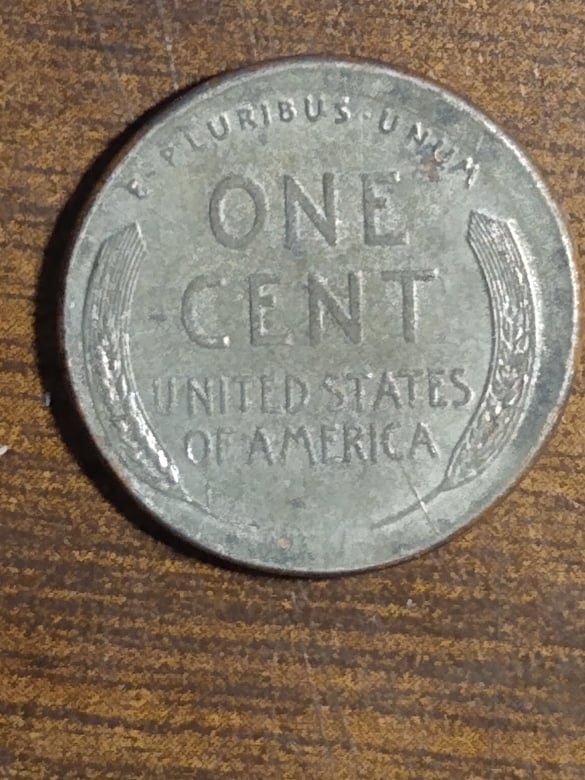 E·PLURIBUS·UNUM
ONE
CENT
UNITED STATES
OF AMERICA